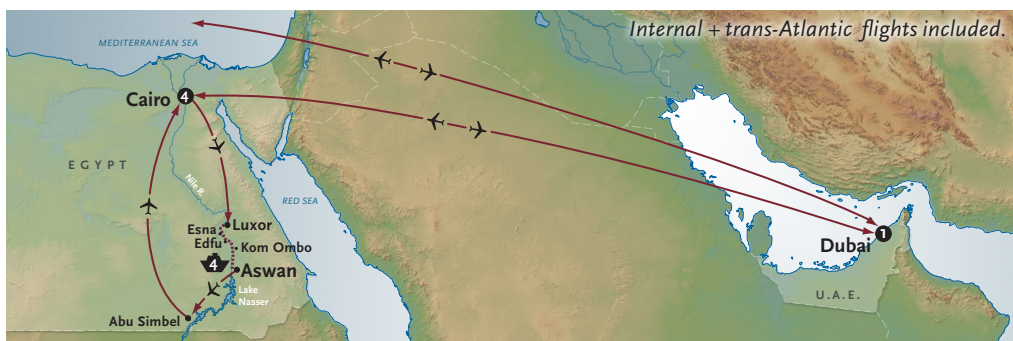 Internal + trans-Atlantic flights included.
MEDITERRANEAN SEA
Cairo 4
EGYPT
Nile R.
RED SEA
Luxor
Esna
Edfu
Kom Ombo
4
Aswan
Lake
Nasser
Abu Simbel
Dubai 1
U.A.E.